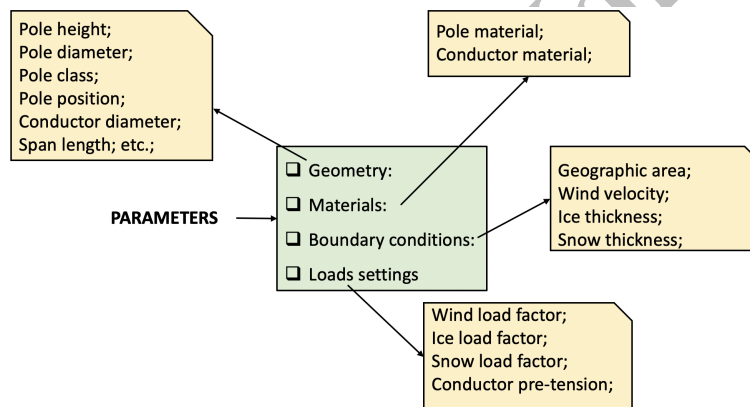 Pole height;
Pole diameter;
Pole class;
Pole position;
Conductor diameter;
Span length; etc.;
Pole material;
Conductor material;
PARAMETERS
Geometry:
Materials:
Boundary conditions:
Loads settings
Geographic area;
Wind velocity;
Ice thickness;
Snow thickness;
Wind load factor;
Ice load factor;
Snow load factor;
Conductor pre-tension;